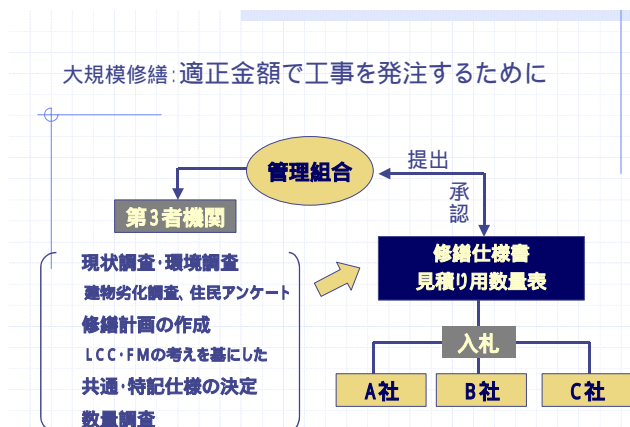 大規模修繕:適正金額で工事を発注するために
管理組合
提出
承認
第3者機関
現状調査・環境調査
建物劣化調査、住民アンケート
修繕計画の作成
LCC・FMの考えを基にした
共通・特記仕様の決定
数量調査
修繕仕様書
見積り用数量表
入札
A社
B社
C社